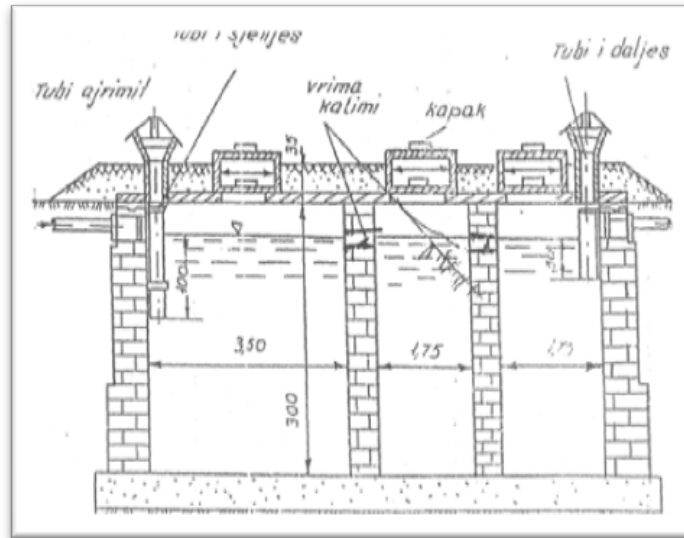 Tubi i sjelljes
Tubi i daljes
Tubi ajrimit
vrima
kalimi
kapak
35
100
3,50
1,75
1,75
300